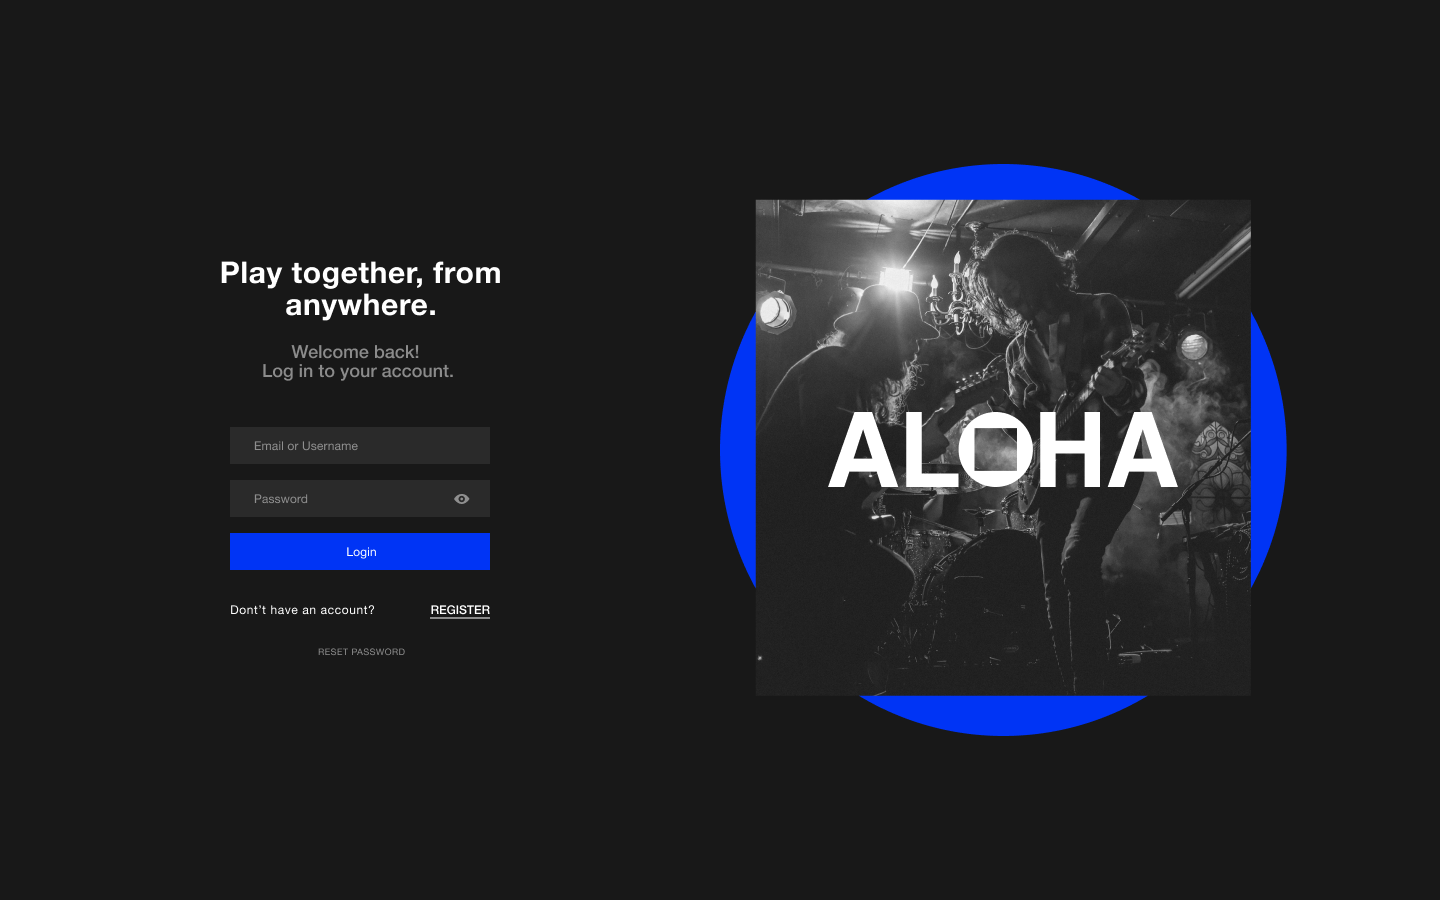 Play together, from
anywhere.
Welcome back!
Log in to your account.
Email or Username
Password
Login
Dont't have an account?
REGISTER
RESET PASSWORD
ALOHA